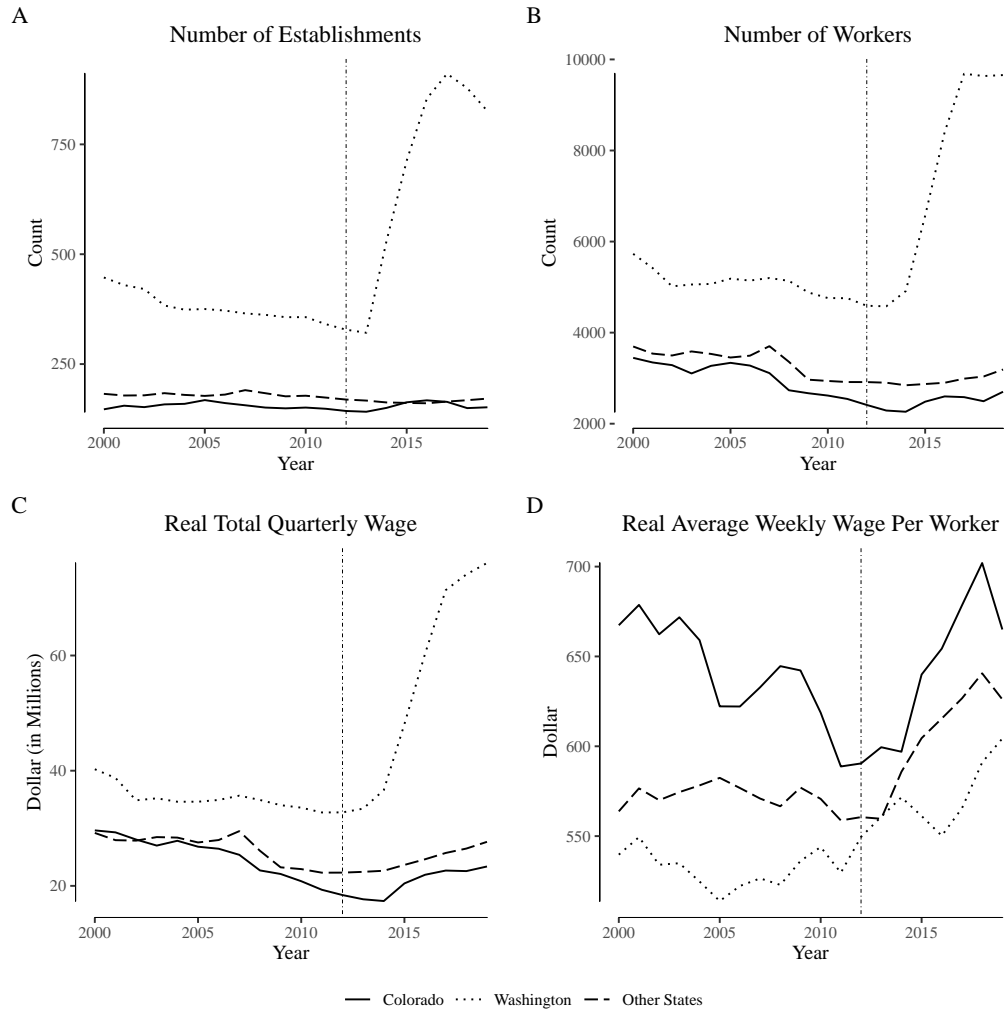 A
Number of Establishments
Count
750
500
250
2000
2005
2010
2015
Year
B
Number of Workers
Count
10000
8000
6000
4000
2000
2000
2005
2010
2015
Year
C
Real Total Quarterly Wage
Dollar (in Millions)
60
40
20
2000
2005
2010
2015
Year
D
Real Average Weekly Wage Per Worker
Dollar
700
650
600
550
2000
2005
2010
2015
Year
Colorado
Washington
Other States